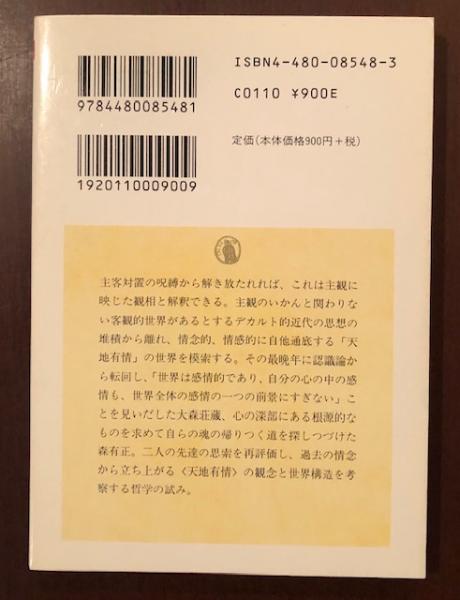 ISBN4-480-08548-3
9784480085481
C0110 ¥900E
定価(本体価格900円+税)
1920110009009
主客対置の呪縛から解き放たれれば、これは主観に
映じた観相と解釈できる。主観のいかんと関わりな
い客観的世界があるとするデカルト的近代の思想の
堆積から離れ、情念的、情感的に自他通底する「天
地有情」の世界を模索する。その最晩年に認識論か
ら転回し、「世界は感情的であり、自分の心の中の感情
も、世界全体の感情の一つの前景にすぎない」こと
を見いだした大森荘蔵、心の深部にある根源的な
ものを求めて自らの魂の帰りつく道を探しつづけた
森有正。二人の先達の思索を再評価し、過去の情念
から立ち上がる〈天地有情〉の観念と世界構造を考
察する哲学の試み。